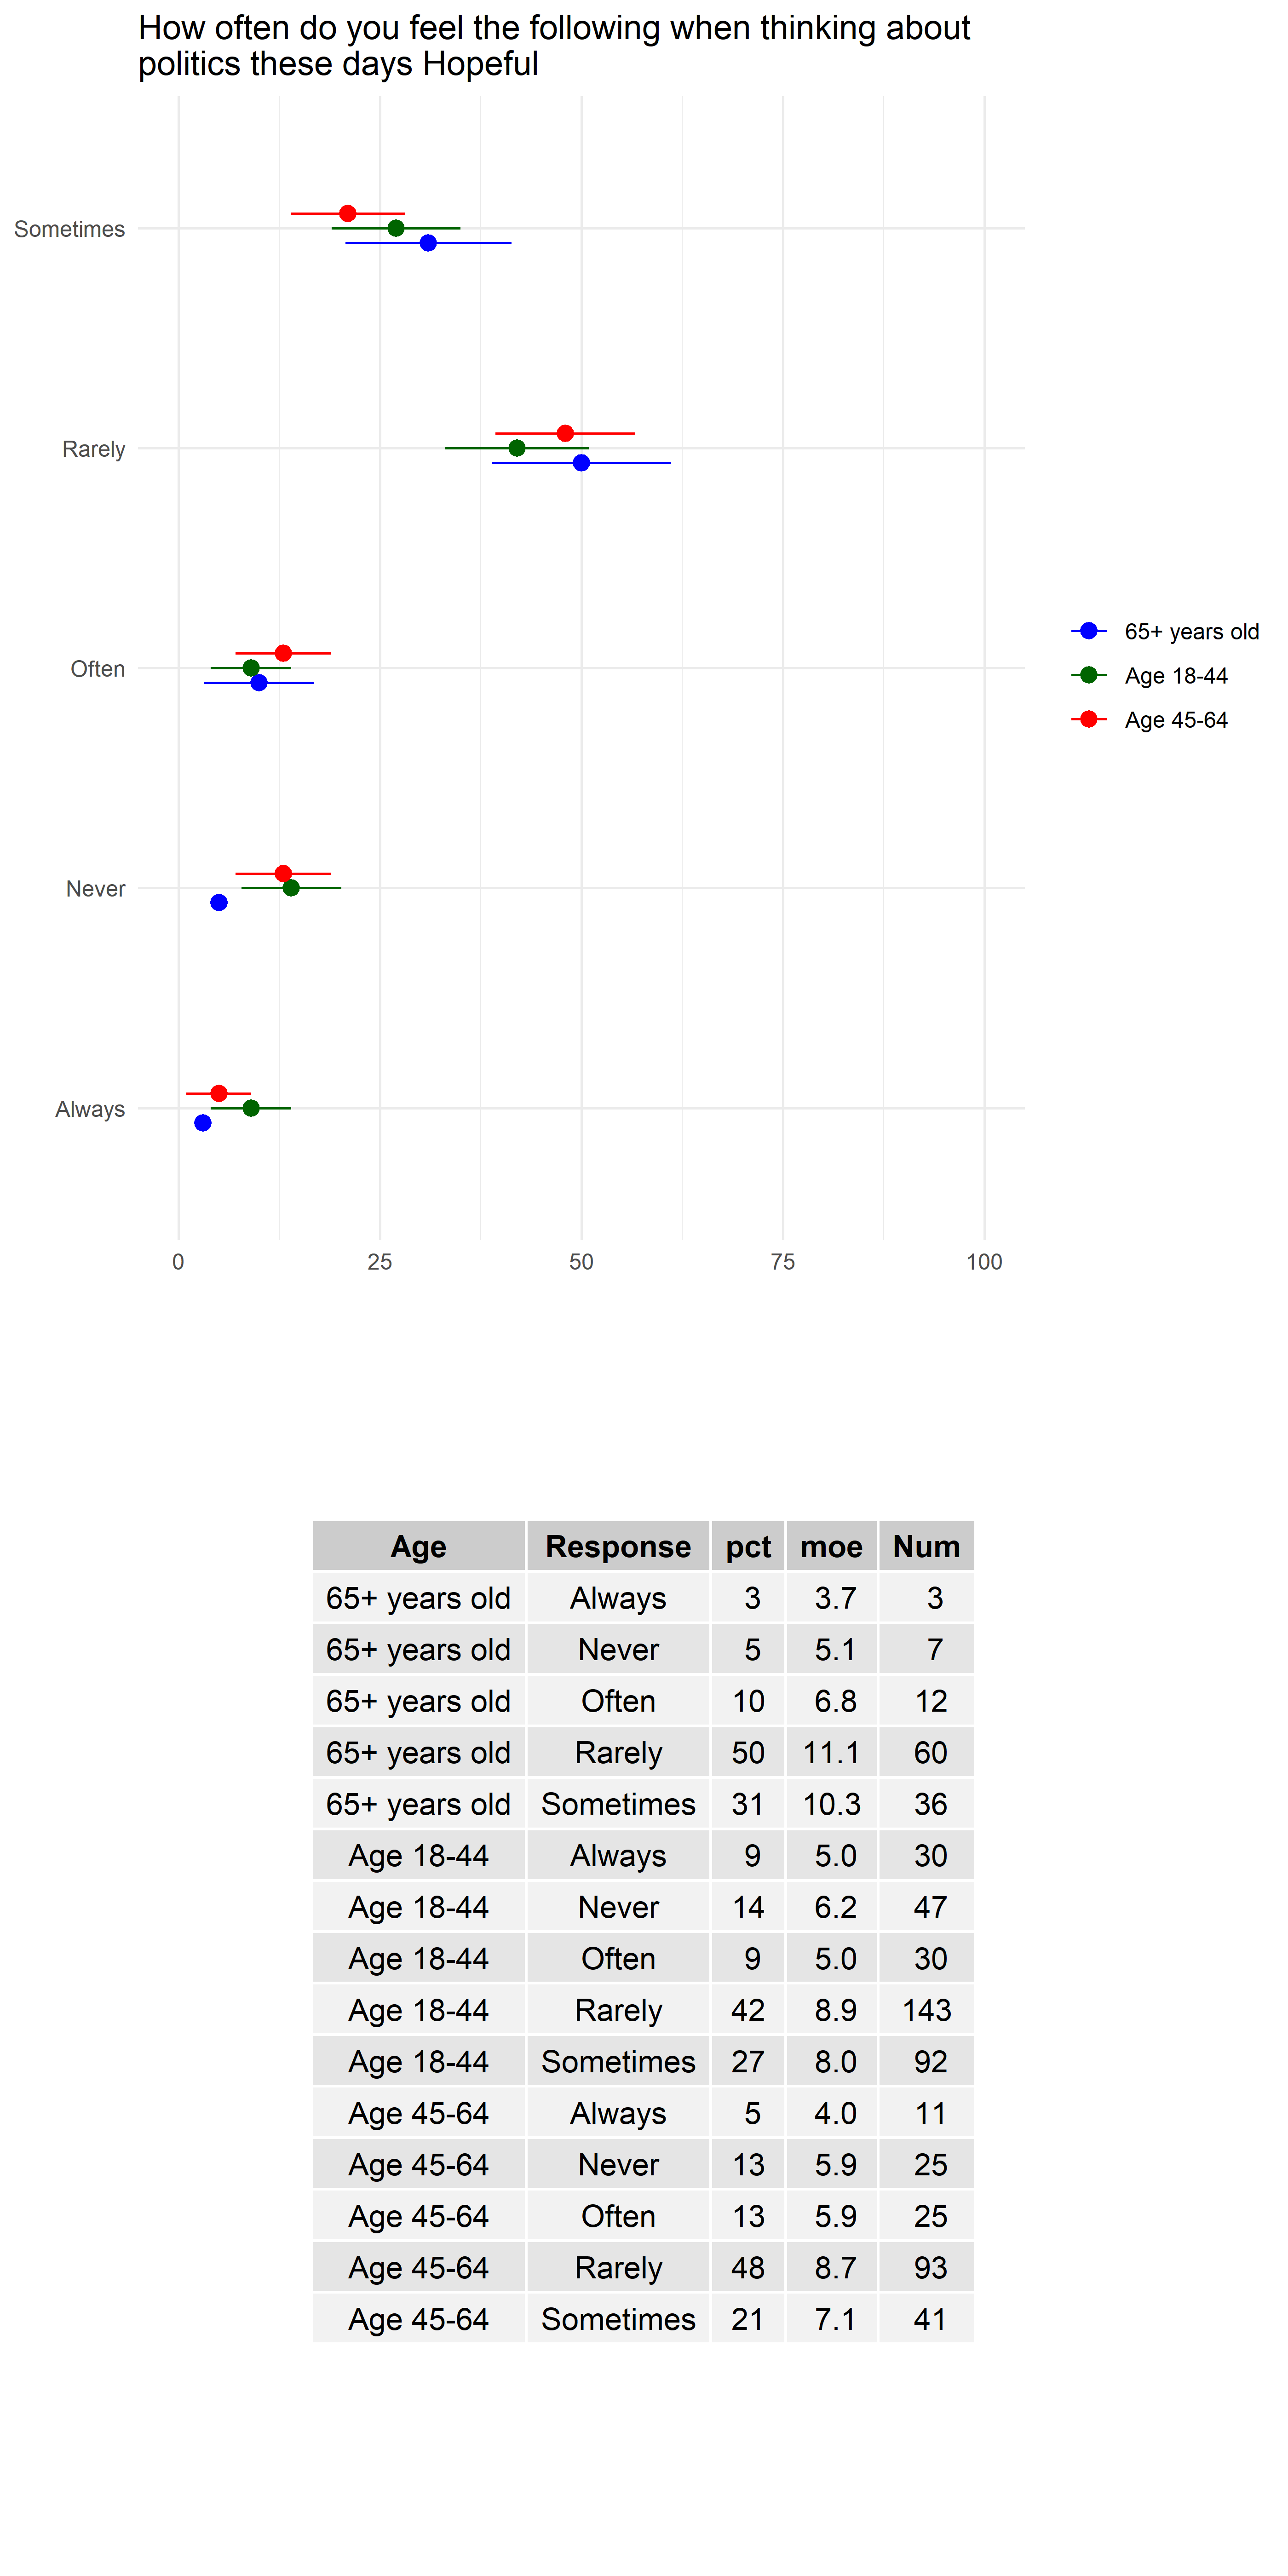 How often do you feel the following when thinking about
politics these days Hopeful
Sometimes
Rarely
Often
Never
Always
0 25 50 75 100
65+ years old
Age 18-44
Age 45-64
Age Response pct moe Num
65+ years old Always 3 3.7 3
65+ years old Never 5 5.1 7
65+ years old Often 10 6.8 12
65+ years old Rarely 50 11.1 60
65+ years old Sometimes 31 10.3 36
Age 18-44 Always 9 5.0 30
Age 18-44 Never 14 6.2 47
Age 18-44 Often 9 5.0 30
Age 18-44 Rarely 42 8.9 143
Age 18-44 Sometimes 27 8.0 92
Age 45-64 Always 5 4.0 11
Age 45-64 Never 13 5.9 25
Age 45-64 Often 13 5.9 25
Age 45-64 Rarely 48 8.7 93
Age 45-64 Sometimes 21 7.1 41